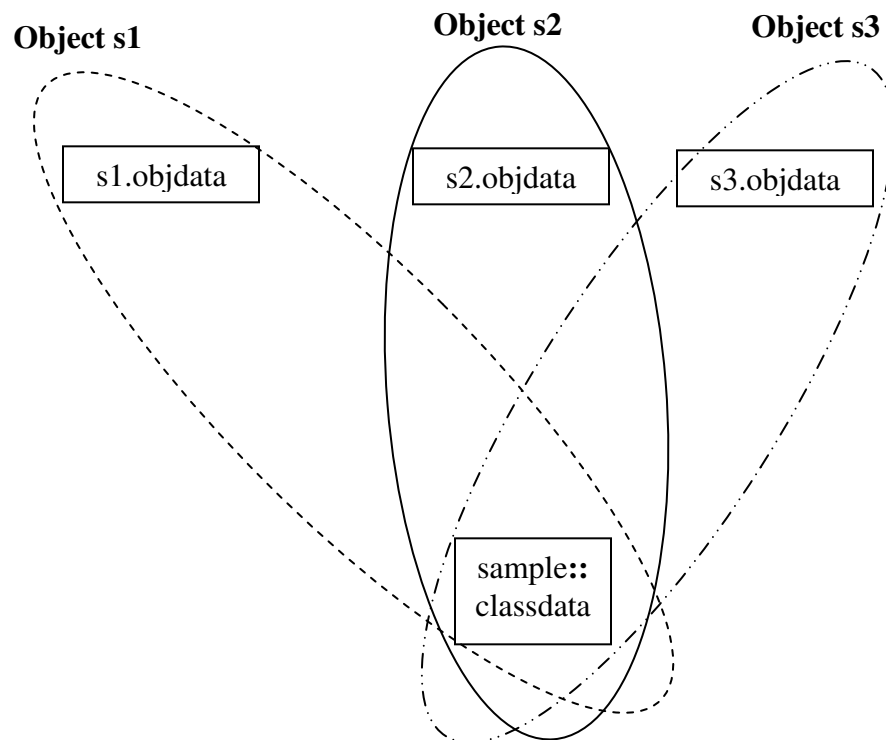 Object s1
Object s2
Object s3
s1.objdata
s2.objdata
s3.objdata
sample::
classdata